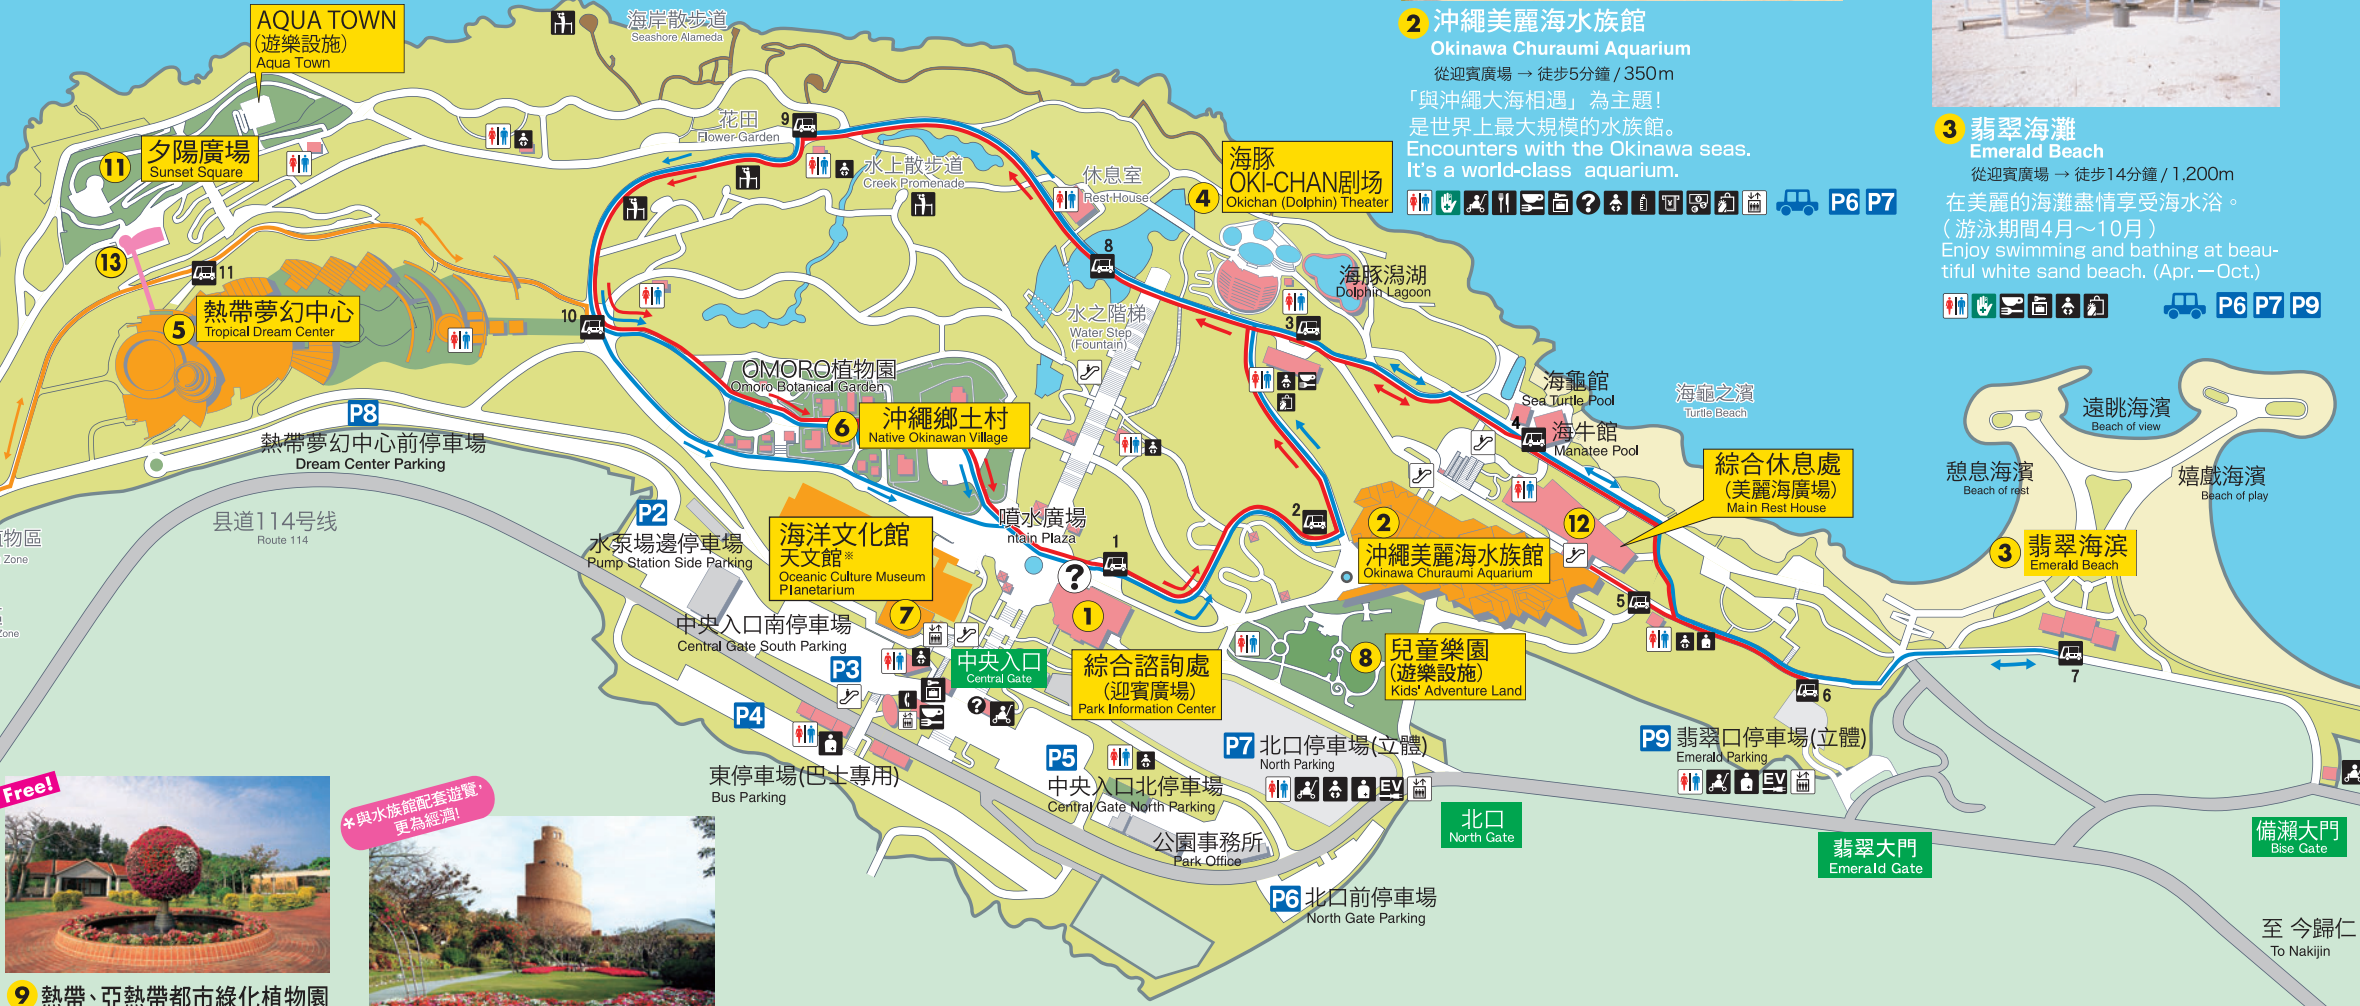 AQUA TOWN
(遊樂設施)
Aqua Town
海岸散步道
Seashore Alameda
11
夕陽廣場
Sunset Square
花田
Flower Garden
9
水上散步道
Creek Promenade
休息室
Rest House
4
海豚
OKI-CHAN剧场
Okichan (Dolphin) Theater
2 沖繩美麗海水族館
Okinawa Churaumi Aquarium
從迎賓廣場 → 徒步5分鐘 / 350m
「與沖繩大海相遇」為主題!
是世界上最大規模的水族館。
Encounters with the Okinawa seas.
It's a world-class aquarium.
P6 P7
3 翡翠海灘
Emerald Beach
從迎賓廣場 → 徒步14分鐘 / 1,200m
在美麗的海灘盡情享受海水浴。
(游泳期間4月～10月)
Enjoy swimming and bathing at beau-
tiful white sand beach. (Apr.—Oct.)
P6 P7 P9
13
11
5
熱帶夢幻中心
Tropical Dream Center
10
8
海豚潟湖
Dolphin Lagoon
3
水之階梯
Water Step
(Fountain)
OMORO植物園
Omoro Botanical Garden
6
沖繩鄉土村
Native Okinawan Village
海龜館
Sea Turtle Pool
海龜之濱
Turtle Beach
4
海牛館
Manatee Pool
綜合休息處
(美麗海廣場)
Main Rest House
12
遠眺海濱
Beach of view
憩息海濱
Beach of rest
嬉戲海濱
Beach of play
3
翡翠海滨
Emerald Beach
P8
熱帶夢幻中心前停車場
Dream Center Parking
县道114号线
Route 114
物區
Zone
Zone
P2
水泵場邊停車場
Pump Station Side Parking
海洋文化館
天文館※
Oceanic Culture Museum
Planetarium
7
噴水廣場
ntain Plaza
1
?
1
2
2
沖繩美麗海水族館
Okinawa Churaumi Aquarium
5
6
7
中央入口南停車場
Central Gate South Parking
P3
中央入口
Central Gate
綜合諮詢處
(迎賓廣場)
Park Information Center
8
兒童樂園
(遊樂設施)
Kids' Adventure Land
P4
東停車場(巴士專用)
Bus Parking
P5
中央入口北停車場
Central Gate North Parking
P7 北口停車場(立體)
North Parking
EV
P9 翡翠口停車場(立體)
Emerald Parking
EV
公園事務所
Park Office
P6 北口前停車場
North Gate Parking
北口
North Gate
翡翠大門
Emerald Gate
備瀨大門
Bise Gate
至 今歸仁
To Nakijin
Free!
*與水族館配套遊覽,
更為經濟!
9 熱帶、亞熱帶都市綠化植物園